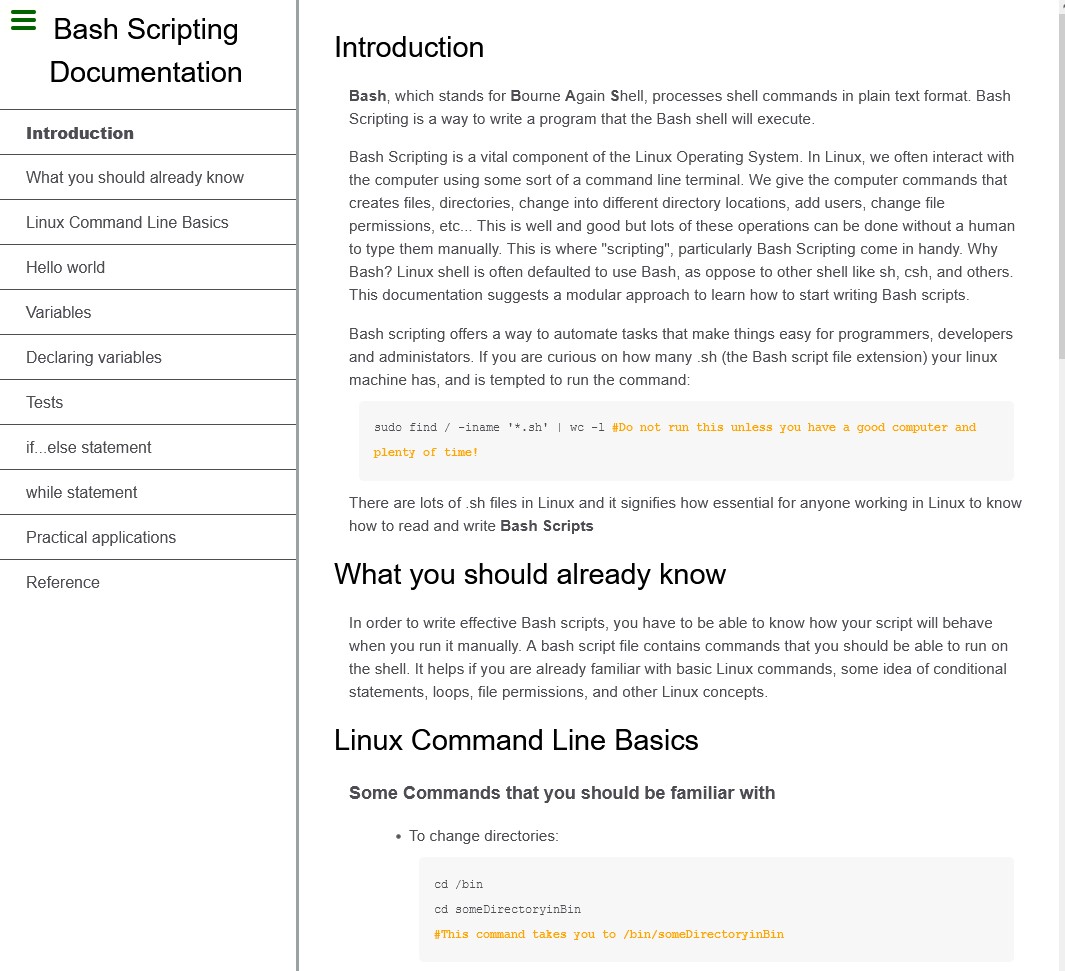 Bash Scripting
Documentation
Introduction
What you should already know
Linux Command Line Basics
Hello world
Variables
Declaring variables
Tests
if...else statement
while statement
Practical applications
Reference
Introduction
Bash, which stands for Bourne Again Shell, processes shell commands in plain text format. Bash
Scripting is a way to write a program that the Bash shell will execute.
Bash Scripting is a vital component of the Linux Operating System. In Linux, we often interact with
the computer using some sort of a command line terminal. We give the computer commands that
creates files, directories, change into different directory locations, add users, change file
permissions, etc... This is well and good but lots of these operations can be done without a human
to type them manually. This is where "scripting", particularly Bash Scripting come in handy. Why
Bash? Linux shell is often defaulted to use Bash, as oppose to other shell like sh, csh, and others.
This documentation suggests a modular approach to learn how to start writing Bash scripts.
Bash scripting offers a way to automate tasks that make things easy for programmers, developers
and administators. If you are curious on how many .sh (the Bash script file extension) your linux
machine has, and is tempted to run the command:
sudo find / -iname '*.sh' | wc -l #Do not run this unless you have a good computer and
plenty of time!
There are lots of .sh files in Linux and it signifies how essential for anyone working in Linux to know
how to read and write Bash Scripts
What you should already know
In order to write effective Bash scripts, you have to be able to know how your script will behave
when you run it manually. A bash script file contains commands that you should be able to run on
the shell. It helps if you are already familiar with basic Linux commands, some idea of conditional
statements, loops, file permissions, and other Linux concepts.
Linux Command Line Basics
Some Commands that you should be familiar with
• To change directories:
cd /bin
cd someDirectoryinBin
#This command takes you to /bin/someDirectoryinBin